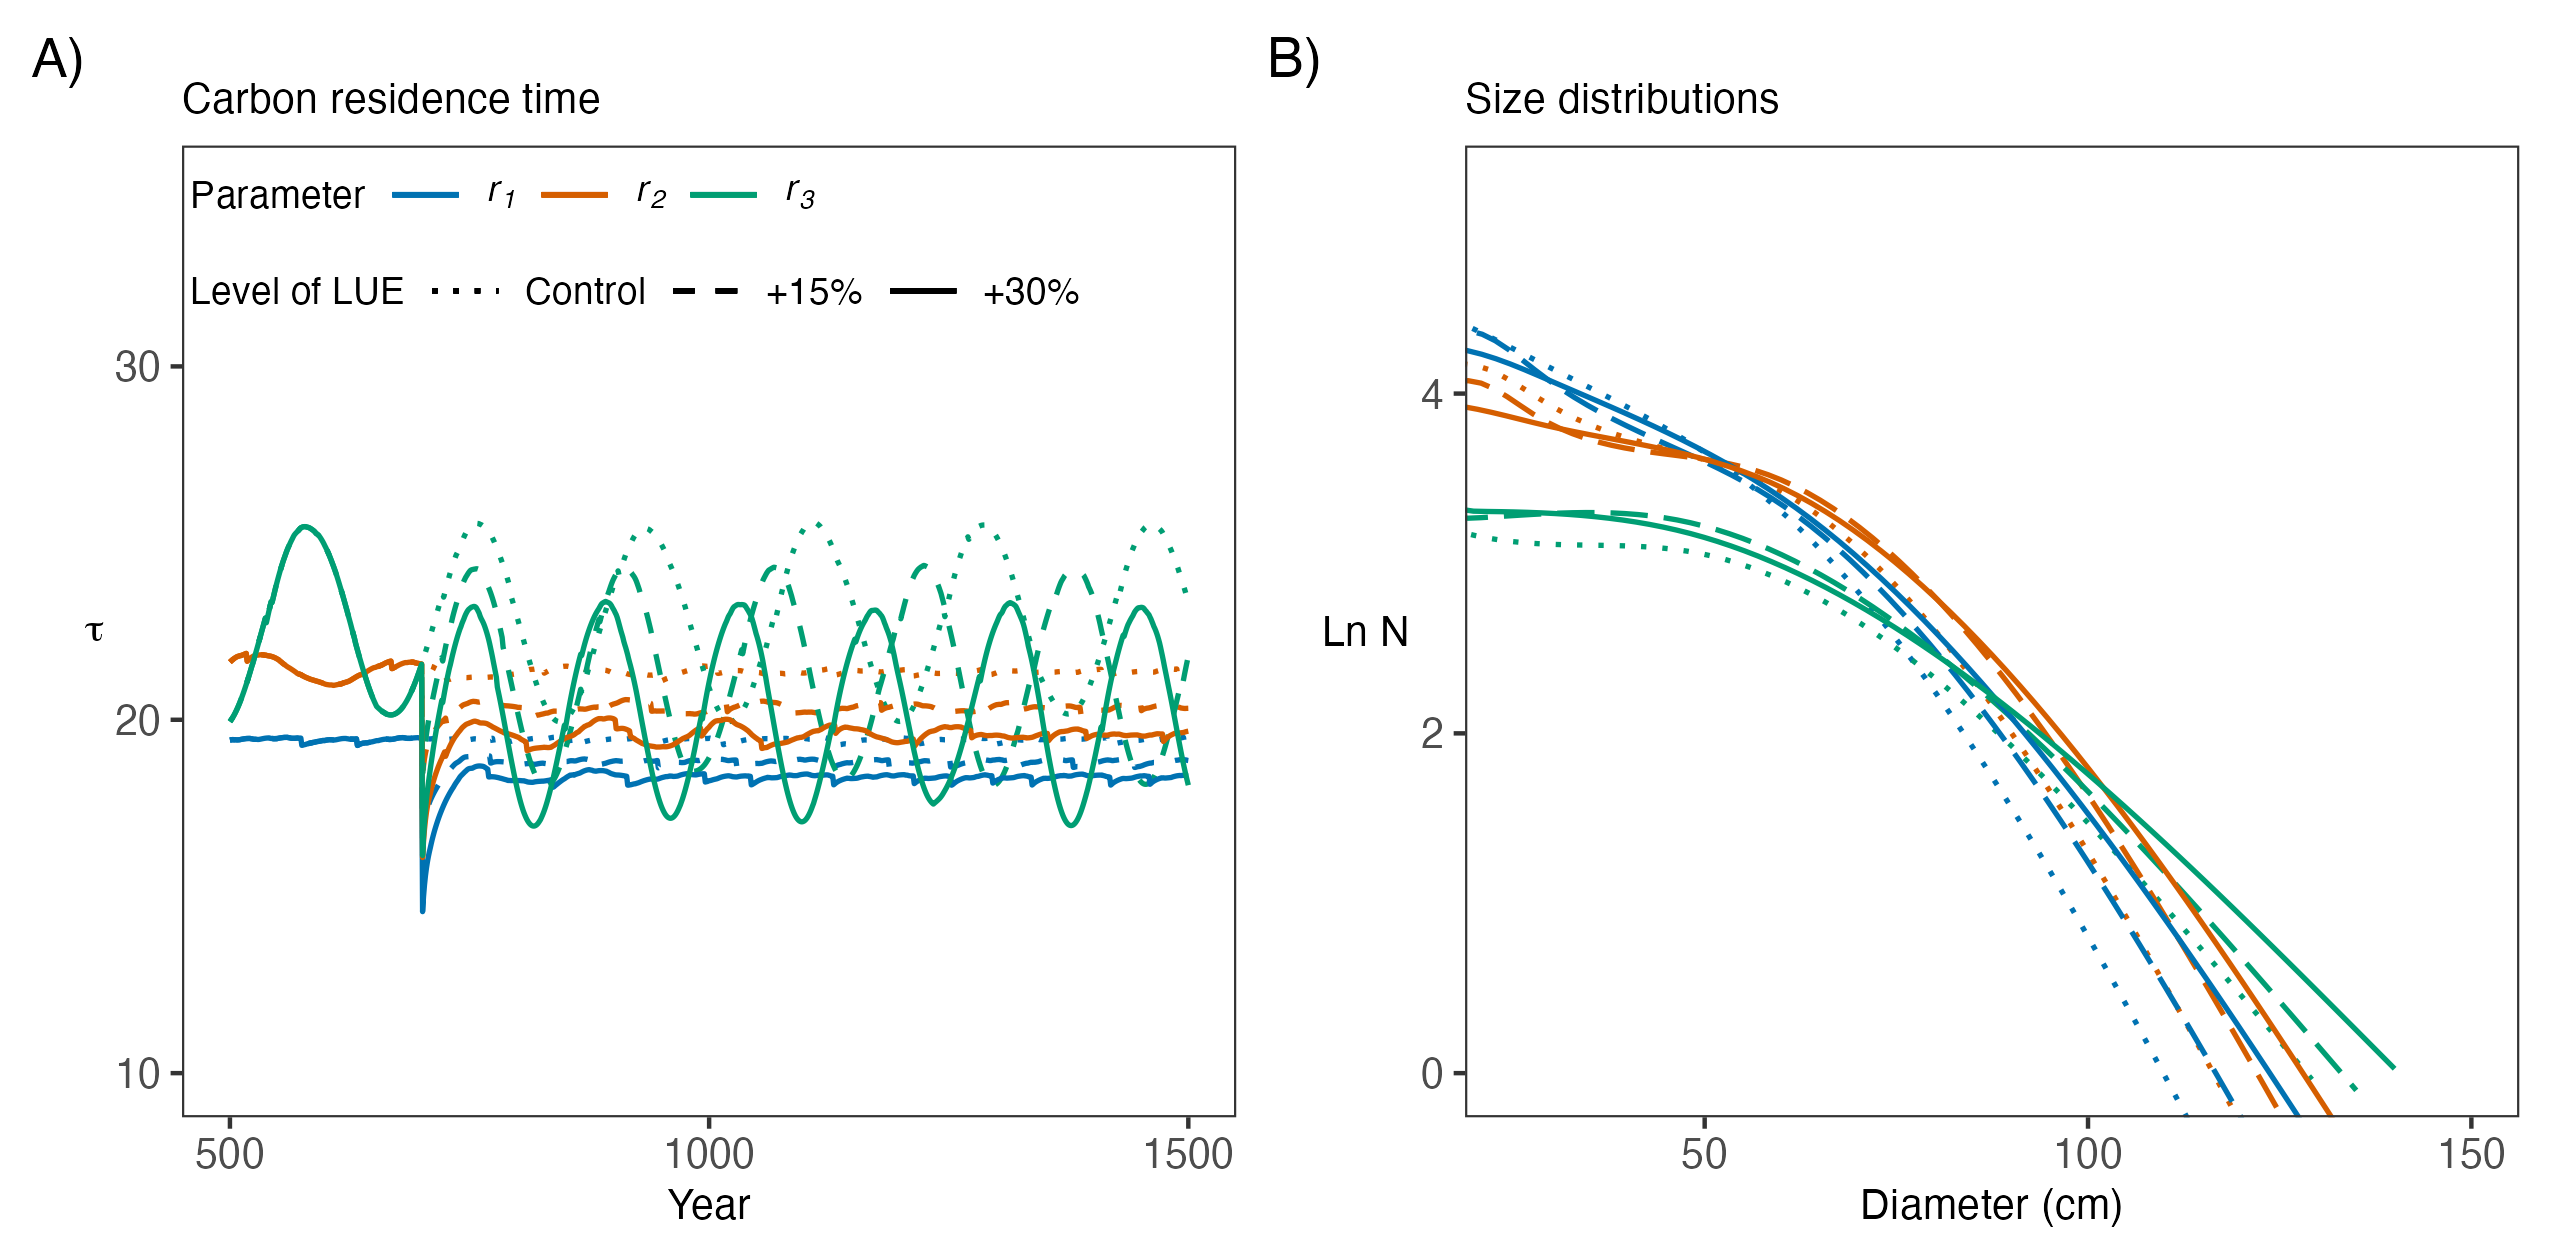 A)
Carbon residence time
Parameter r1 r2 r3
Level of LUE Control +15% +30%
30
20
10
τ
500 1000 1500
Year
B)
Size distributions
4
2
0
Ln N
50 100 150
Diameter (cm)